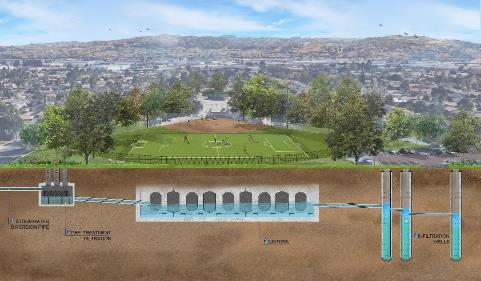 STORMWATER
DIVERSION PIPE
PRE-TREATMENT
FILTRATION
CISTERN
INFILTRATION
WELLS